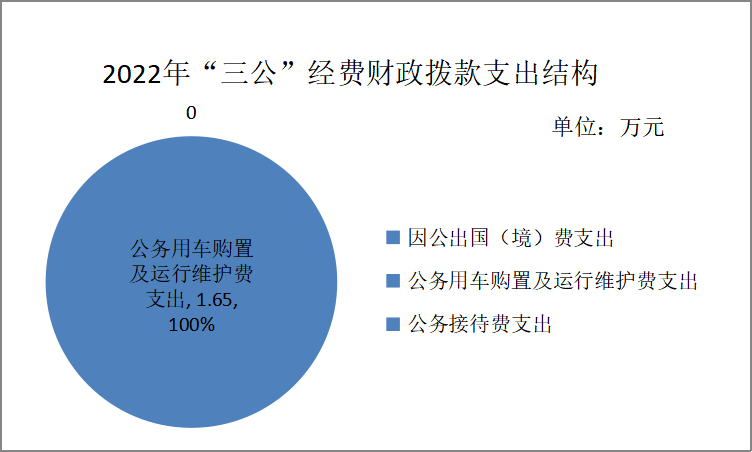 2022年“三公”经费财政拨款支出结构
0
单位：万元
公务用车购置
及运行维护费
支出, 1.65,
100%
因公出国（境）费支出
公务用车购置及运行维护费支出
公务接待费支出